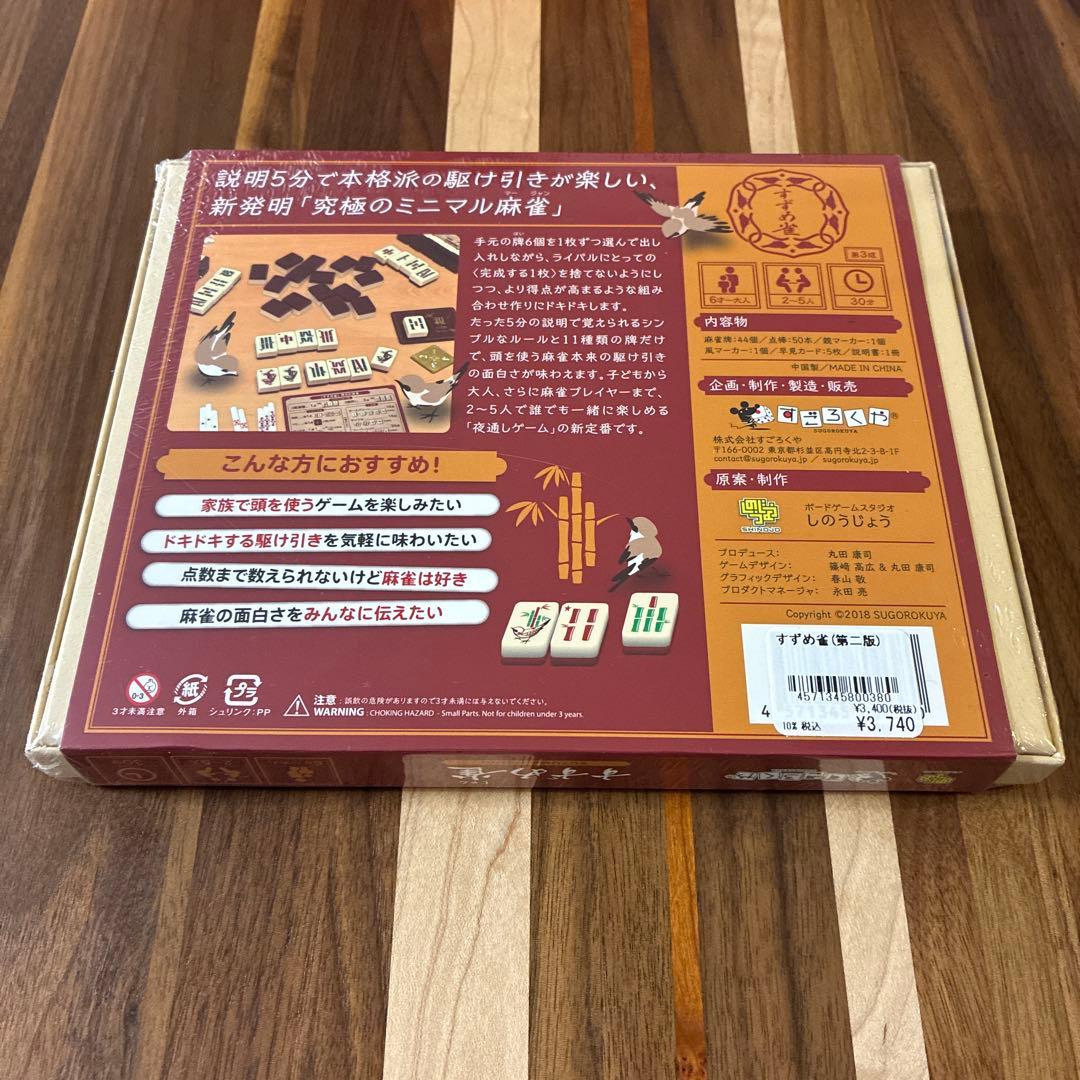 説明5分で本格派の駆け引きが楽しい、
新発明「究極のミニマル麻雀」
マー ジャン
手元の牌6個を1枚ずつ選んで出し
ぱい
入れしながら、ライバルにとっての
〈完成する1枚〉を捨てないようにし
つつ、より得点が高まるような組み
合わせ作りにドキドキします。
たった5分の説明で覚えられるシン
プルなルールと11種類の牌だけ
で、頭を使う麻雀本来の駆け引き
の面白さが味わえます。子どもから
大人、さらに麻雀プレイヤーまで、
2〜5人で誰でも一緒に楽しめる
「夜通しゲーム」の新定番です。
こんな方におすすめ!
家族で頭を使うゲームを楽しみたい
ドキドキする駆け引きを気軽に味わいたい
点数まで数えられないけど麻雀は好き
麻雀の面白さをみんなに伝えたい
0-3
3才未満注意
紙
外箱
プラ
シュリンク:PP
注意:誤飲の危険がありますので3才未満には与えないでください。
WARNING : CHOKING HAZARD - Small Parts. Not for children under 3 years.
すずめ雀
第3版
6才〜大人
2〜5人
30分
内容物
麻雀牌:44個/点棒:50本/親マーカー:1個
風マーカー:1個/早見カード:5枚/説明書:1冊
中国製/MADE IN CHINA
企画・制作・製造・販売
すごろくや®
SUGOROKUYA
株式会社すごろくや
〒166-0002 東京都杉並区高円寺北2-3-8-1F
contact@sugorokuya.jp / sugorokuya.jp
原案・制作
しのじょ
SHINOJO
ボードゲームスタジオ
しのうじょう
プロデュース: 丸田 康司
ゲームデザイン: 篠崎 高広 & 丸田 康司
グラフィックデザイン: 春山 敬
プロダクトマネージャ: 永田 亮
Copyright ©2018 SUGOROKUYA
すずめ雀(第二版)
4571345800380
¥3,400(税抜)
10% 税込 ¥3,740
すずめ雀
すごろくや